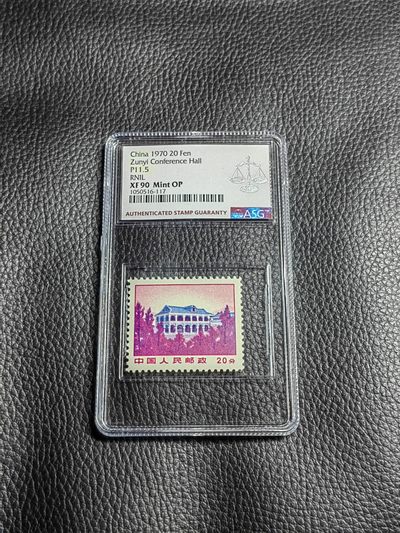 China 1970 20 Fen
Zunyi Conference Hall
P11.5
RNIL
XF 90 Mint OP
1050516-117
AUTHENTICATED STAMP GUARANTY
ASG
中国人民邮政 20分